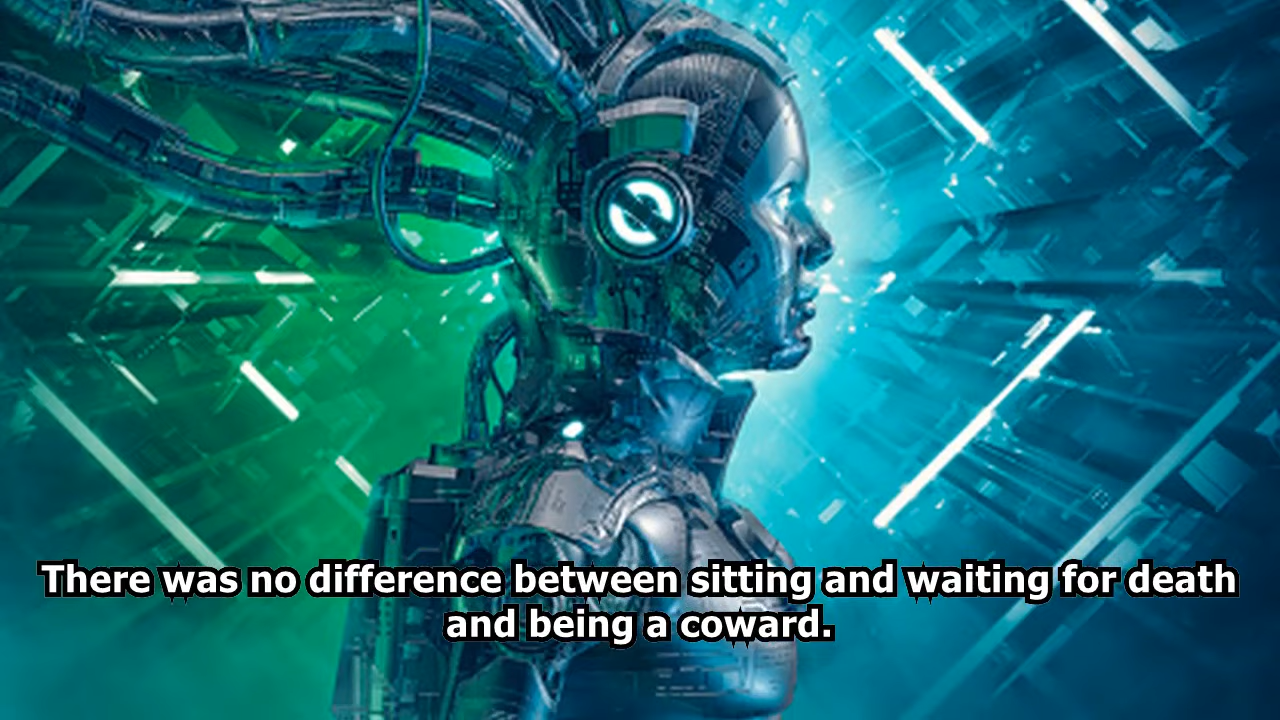 There was no difference between sitting and waiting for death
and being a coward.